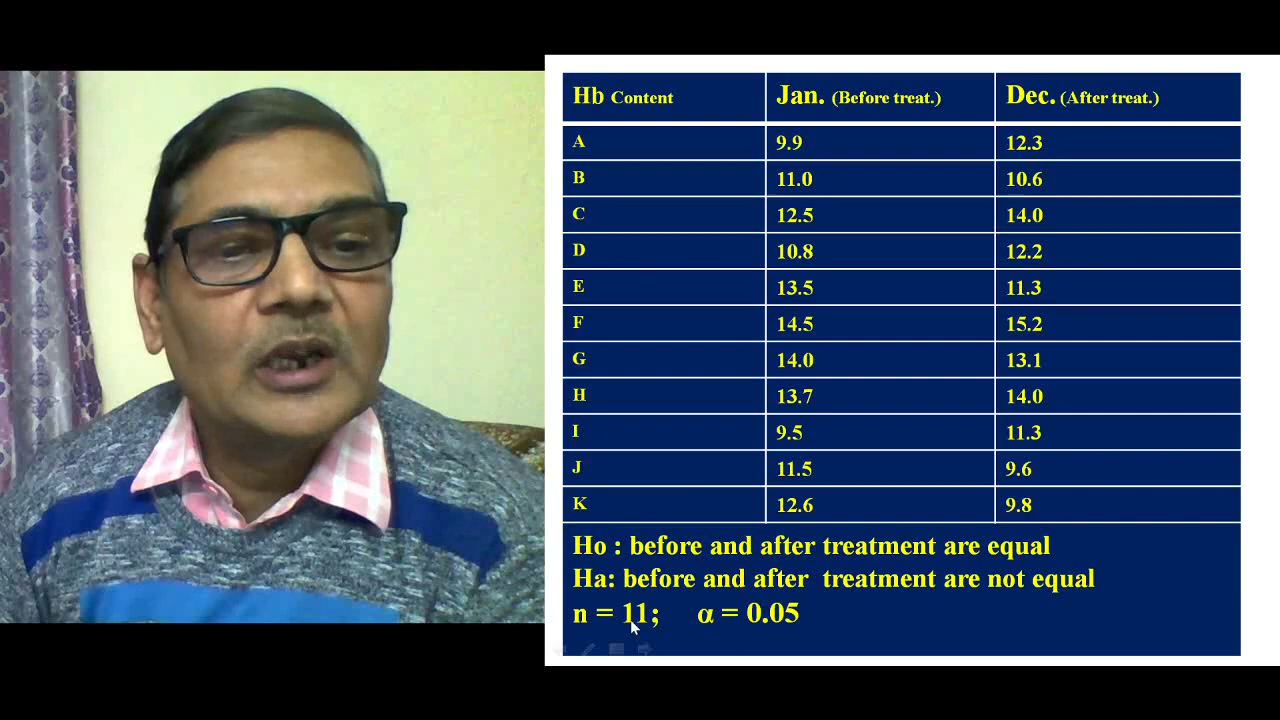 Hb Content Jan. (Before treat.) Dec. (After treat.)
A 9.9 12.3
B 11.0 10.6
C 12.5 14.0
D 10.8 12.2
E 13.5 11.3
F 14.5 15.2
G 14.0 13.1
H 13.7 14.0
I 9.5 11.3
J 11.5 9.6
K 12.6 9.8
Ho : before and after treatment are equal
Ha: before and after treatment are not equal
n = 11; α = 0.05